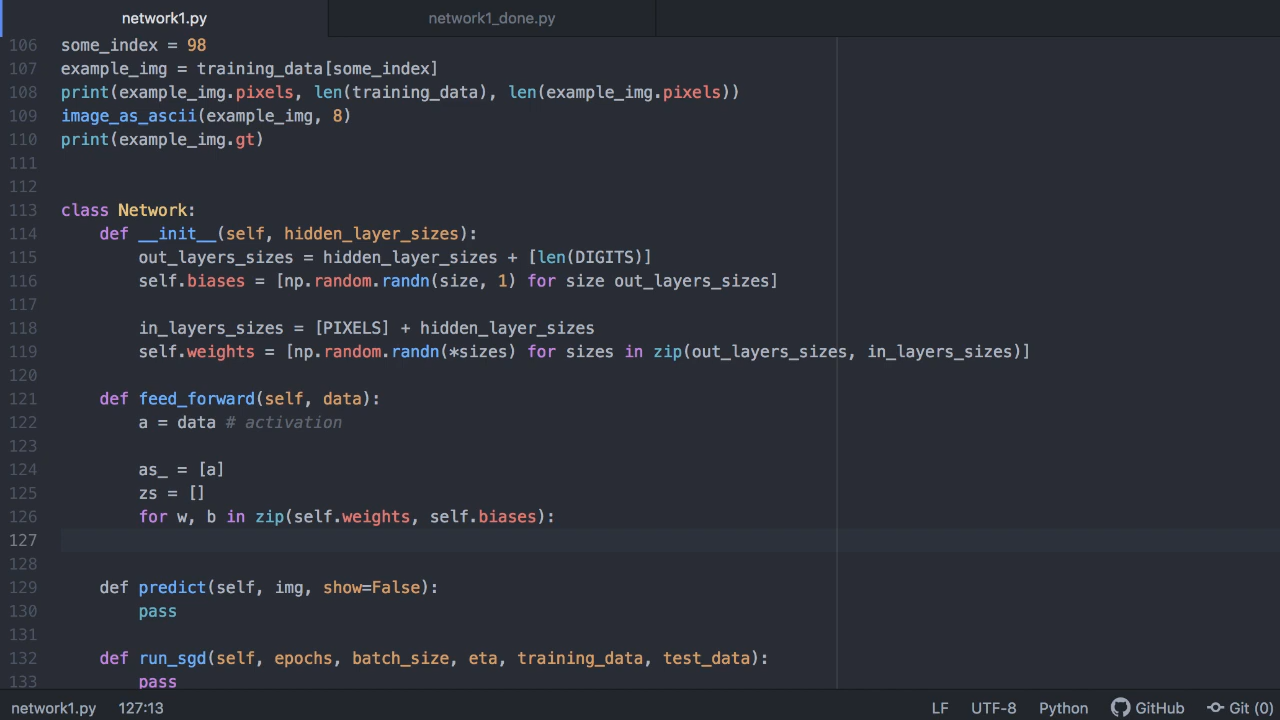 network1.py network1_done.py
106 some_index = 98
107 example_img = training_data[some_index]
108 print(example_img.pixels, len(training_data), len(example_img.pixels))
109 image_as_ascii(example_img, 8)
110 print(example_img.gt)
111
112
113 class Network:
114     def __init__(self, hidden_layer_sizes):
115         out_layers_sizes = hidden_layer_sizes + [len(DIGITS)]
116         self.biases = [np.random.randn(size, 1) for size out_layers_sizes]
117
118         in_layers_sizes = [PIXELS] + hidden_layer_sizes
119         self.weights = [np.random.randn(*sizes) for sizes in zip(out_layers_sizes, in_layers_sizes)]
120
121     def feed_forward(self, data):
122         a = data # activation
123
124         as_ = [a]
125         zs = []
126         for w, b in zip(self.weights, self.biases):
127
128
129     def predict(self, img, show=False):
130         pass
131
132     def run_sgd(self, epochs, batch_size, eta, training_data, test_data):
133         pass
network1.py 127:13 LF UTF-8 Python GitHub Git (0)